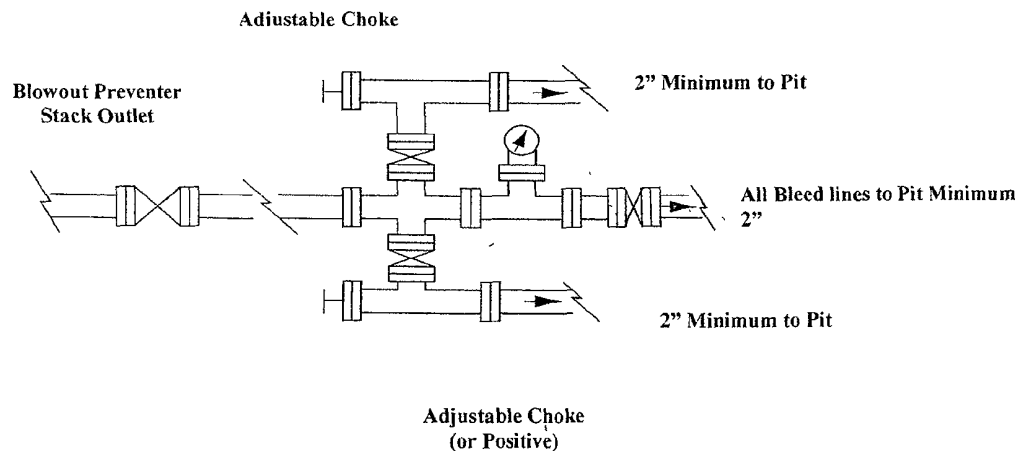 Adjustable Choke
2” Minimum to Pit
Blowout Preventer
Stack Outlet
All Bleed lines to Pit Minimum
2”
2” Minimum to Pit
Adjustable Choke
(or Positive)